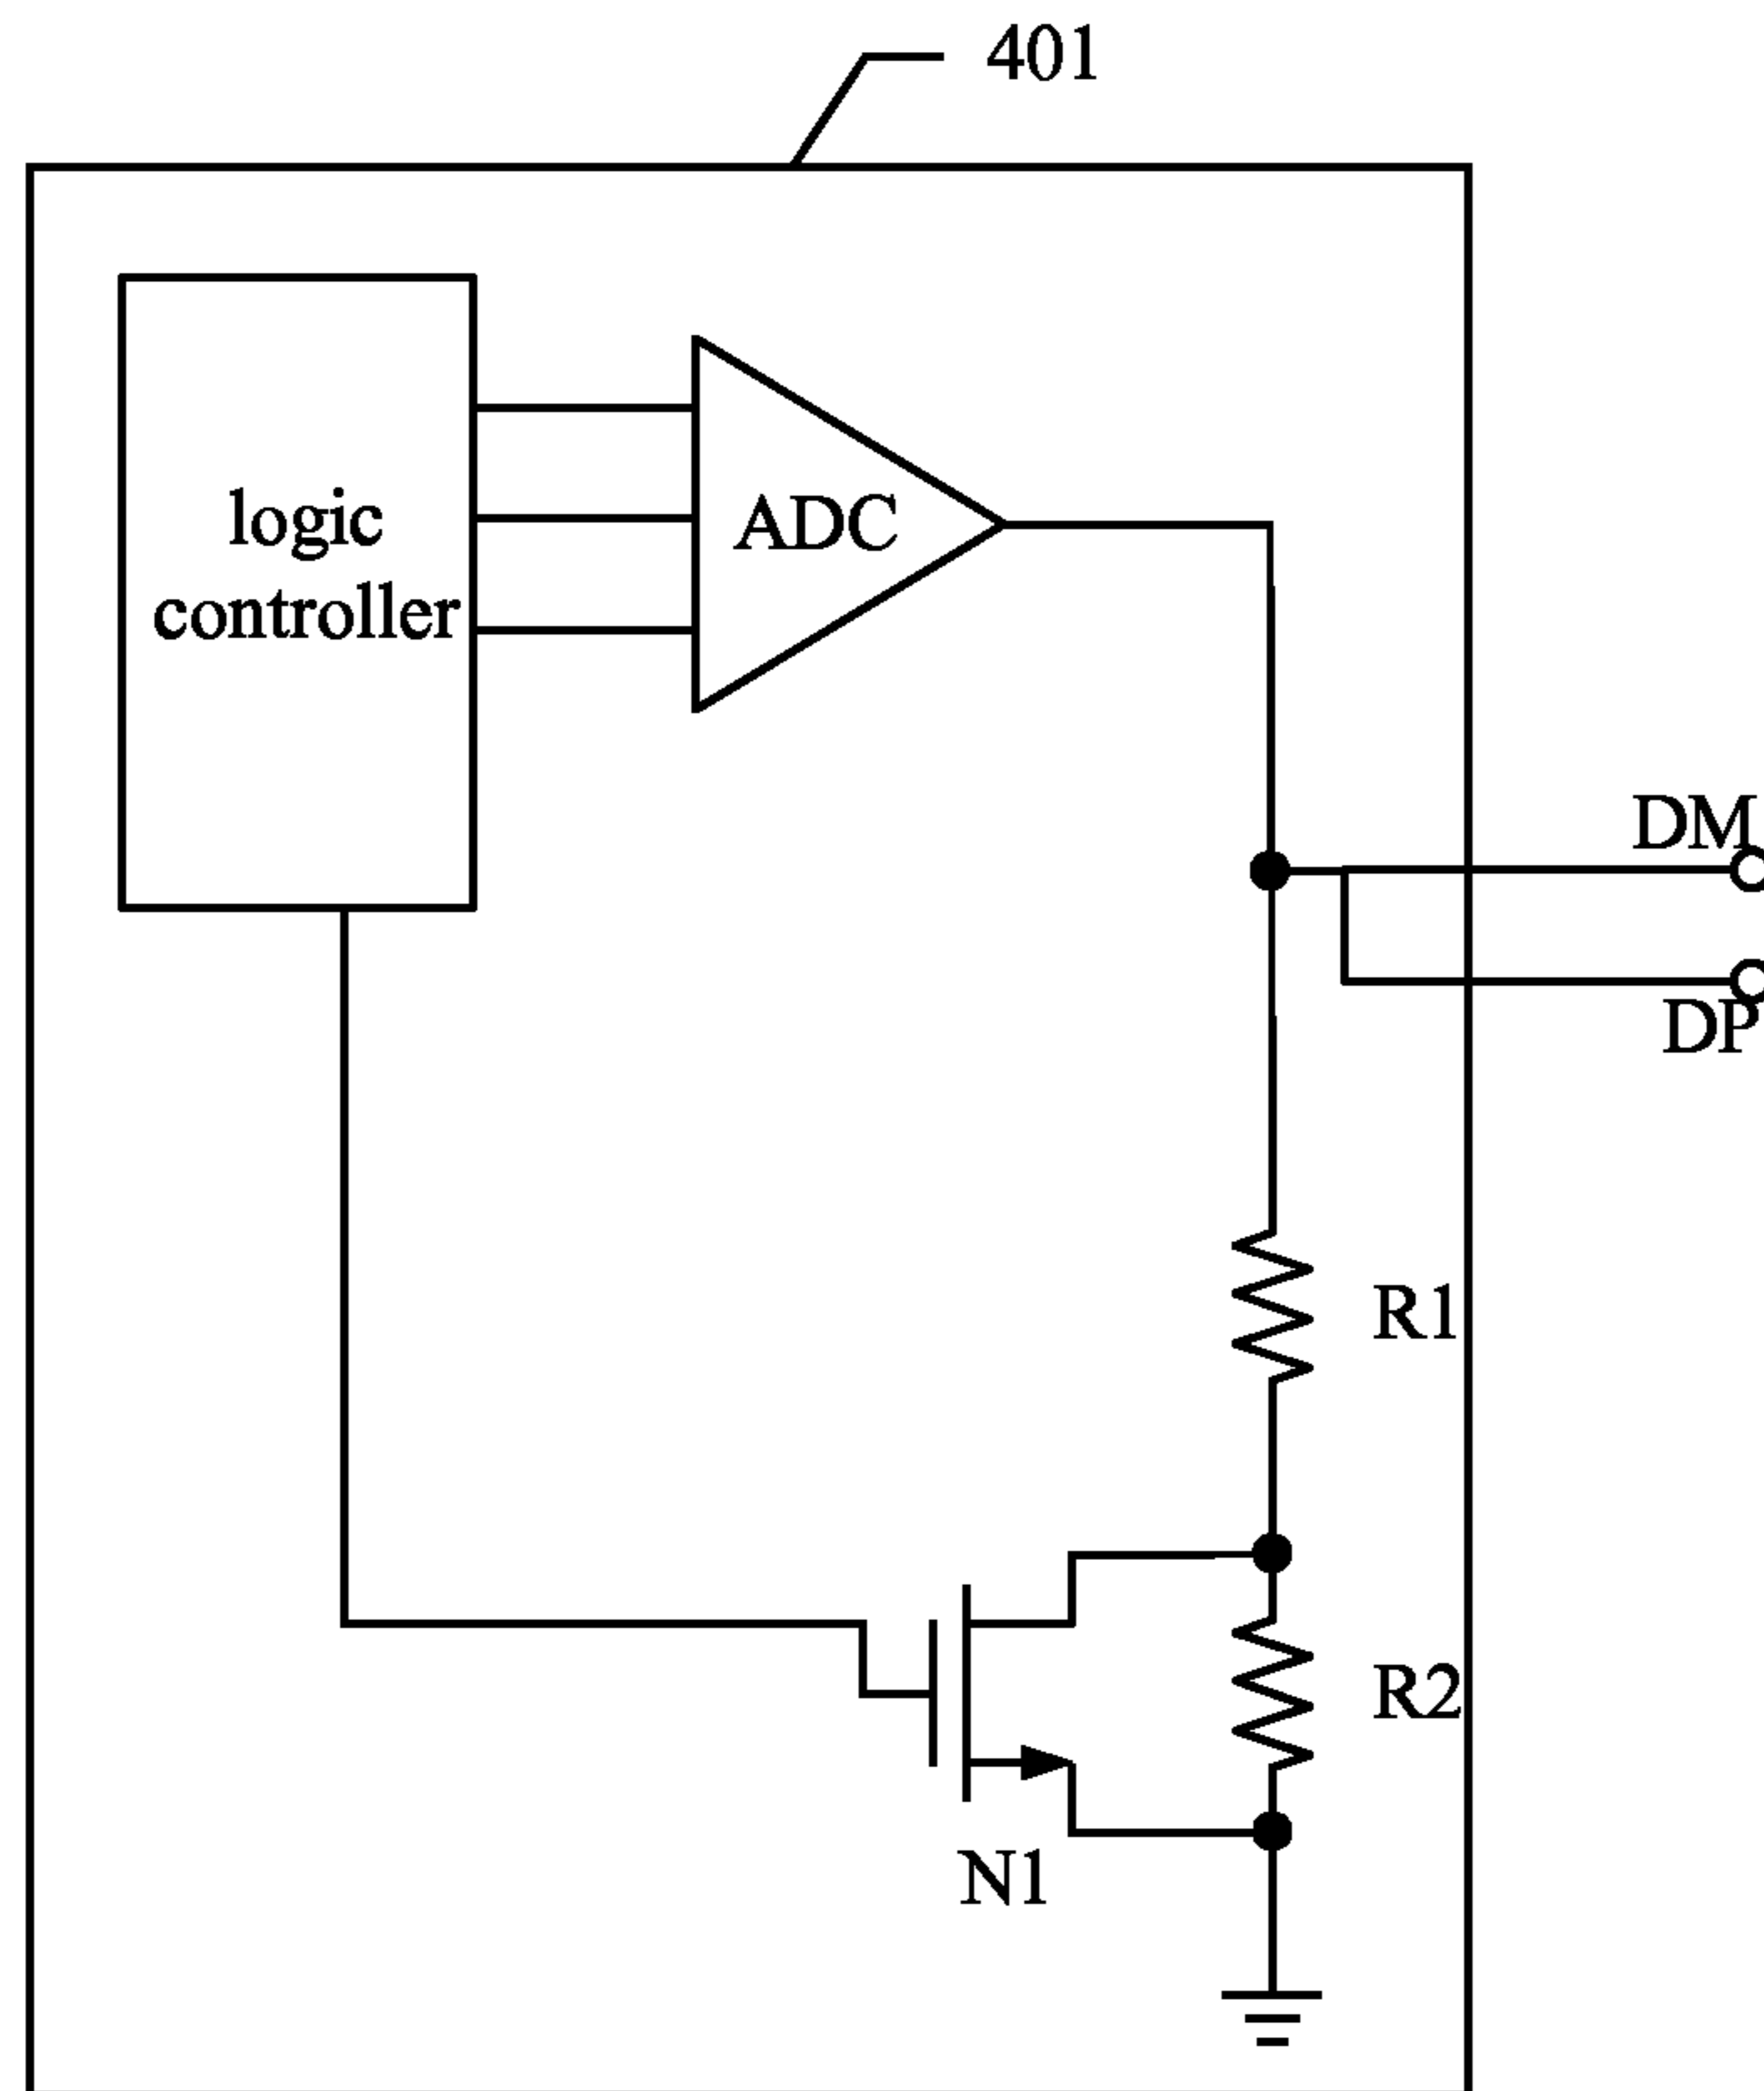 401
logic
controller
ADC
DM
DP
R1
R2
N1